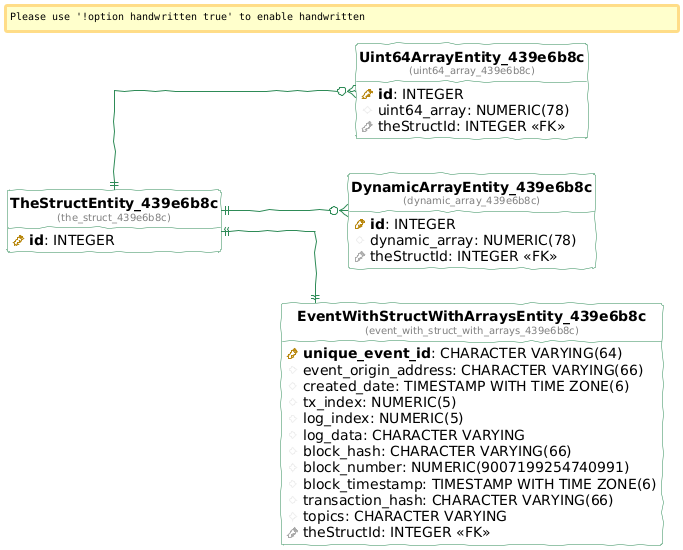 Please use '!option handwritten true' to enable handwritten
Uint64ArrayEntity_439e6b8c
(uint64_array_439e6b8c)
id: INTEGER
uint64_array: NUMERIC(78)
theStructId: INTEGER «FK»
TheStructEntity_439e6b8c
(the_struct_439e6b8c)
id: INTEGER
DynamicArrayEntity_439e6b8c
(dynamic_array_439e6b8c)
id: INTEGER
dynamic_array: NUMERIC(78)
theStructId: INTEGER «FK»
EventWithStructWithArraysEntity_439e6b8c
(event_with_struct_with_arrays_439e6b8c)
unique_event_id: CHARACTER VARYING(64)
event_origin_address: CHARACTER VARYING(66)
created_date: TIMESTAMP WITH TIME ZONE(6)
tx_index: NUMERIC(5)
log_index: NUMERIC(5)
log_data: CHARACTER VARYING
block_hash: CHARACTER VARYING(66)
block_number: NUMERIC(9007199254740991)
block_timestamp: TIMESTAMP WITH TIME ZONE(6)
transaction_hash: CHARACTER VARYING(66)
topics: CHARACTER VARYING
theStructId: INTEGER «FK»